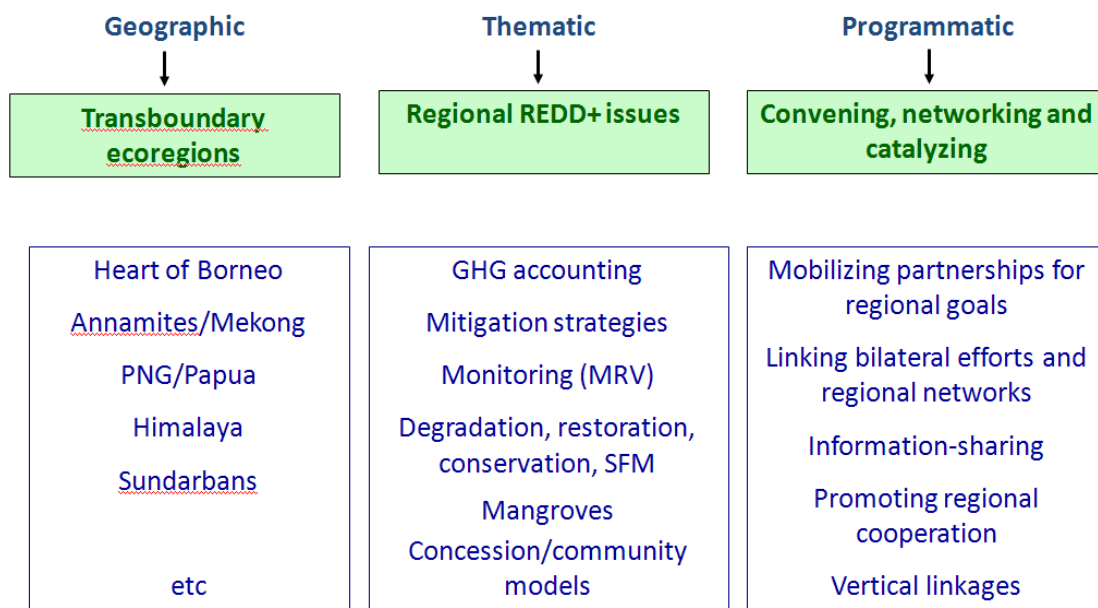 Geographic
Thematic
Programmatic
Transboundary
ecoregions
Regional REDD+ issues
Convening, networking and
catalyzing
Heart of Borneo
Annamites/Mekong
PNG/Papua
Himalaya
Sundarbans
etc
GHG accounting
Mitigation strategies
Monitoring (MRV)
Degradation, restoration,
conservation, SFM
Mangroves
Concession/community
models
Mobilizing partnerships for
regional goals
Linking bilateral efforts and
regional networks
Information-sharing
Promoting regional
cooperation
Vertical linkages